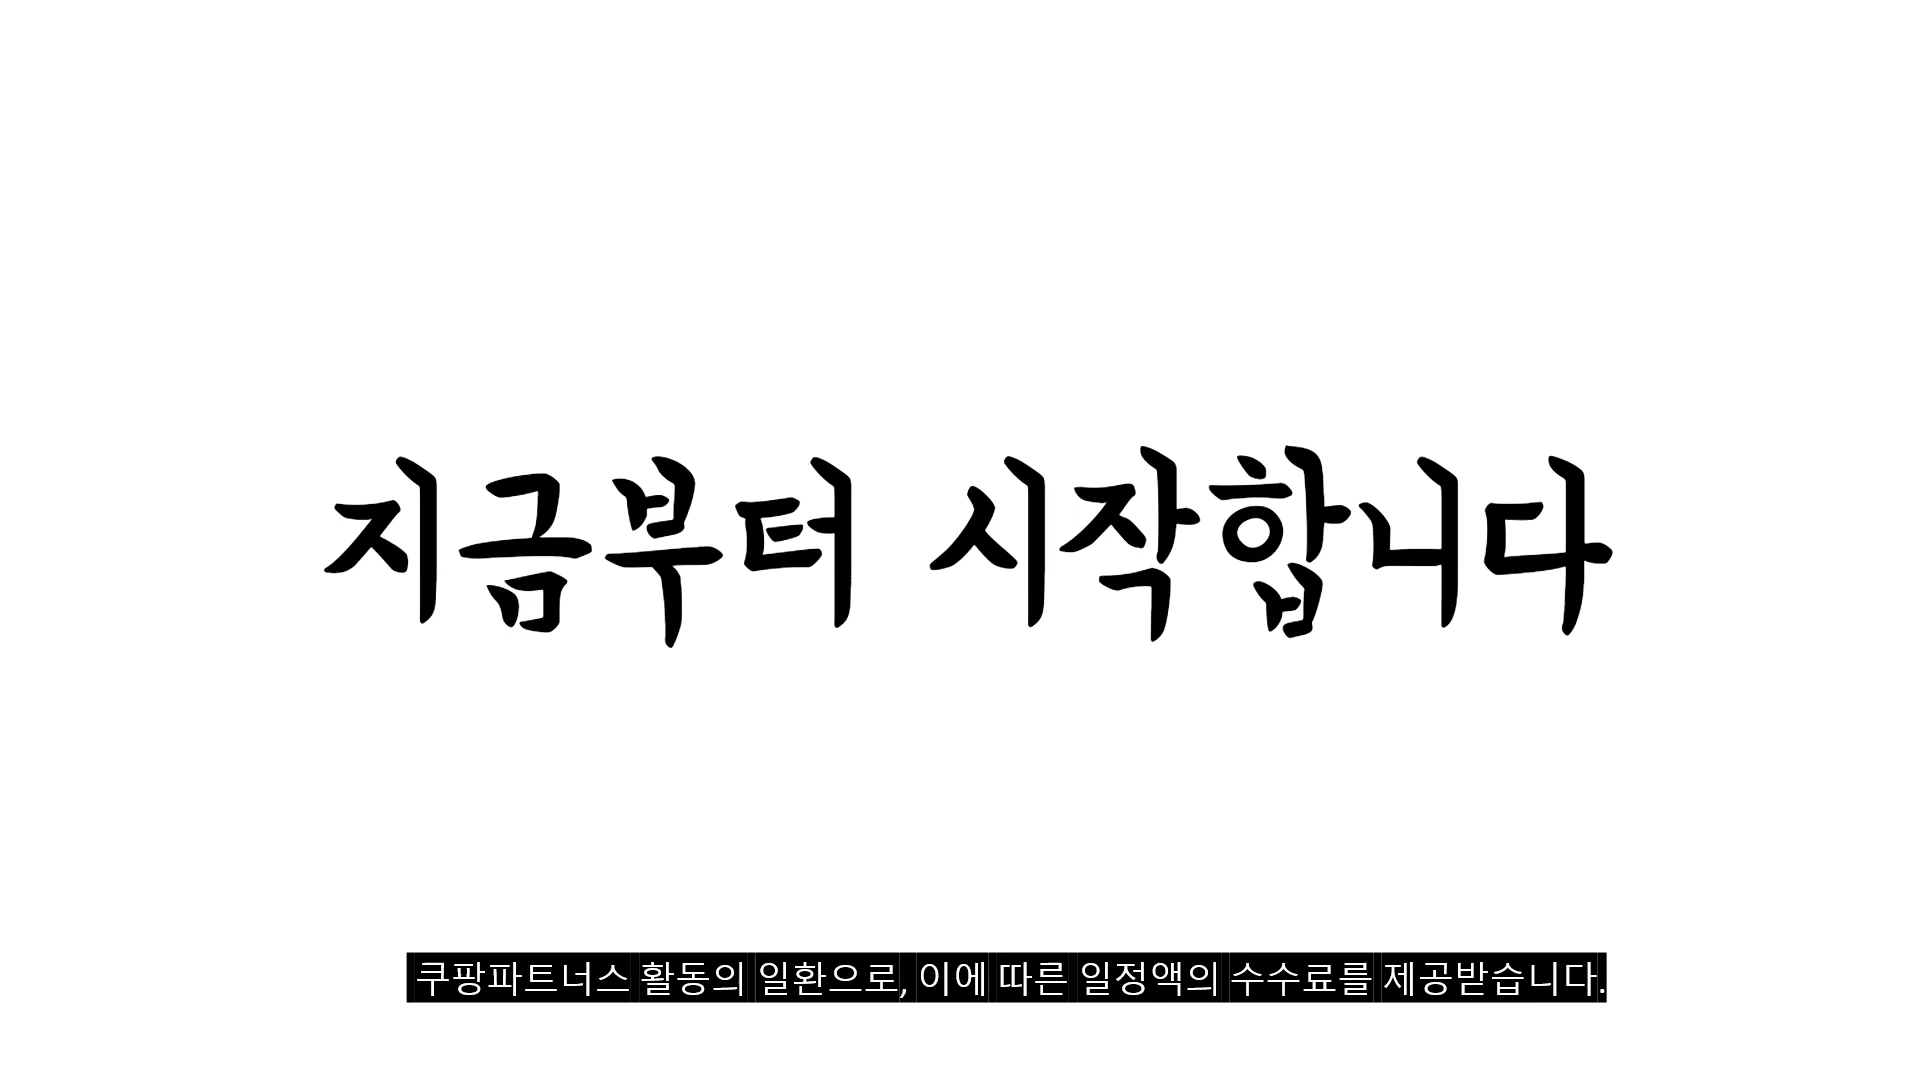 지금부터 시작합니다
쿠팡파트너스 활동의 일환으로, 이에 따른 일정액의 수수료를 제공받습니다.